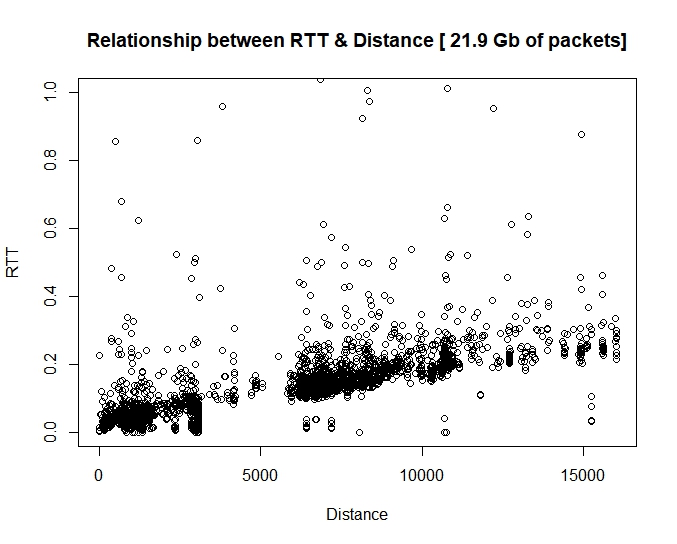 Relationship between RTT & Distance [ 21.9 Gb of packets]
1.0
0.8
0.6
0.4
0.2
0.0
RTT
0 5000 10000 15000
Distance